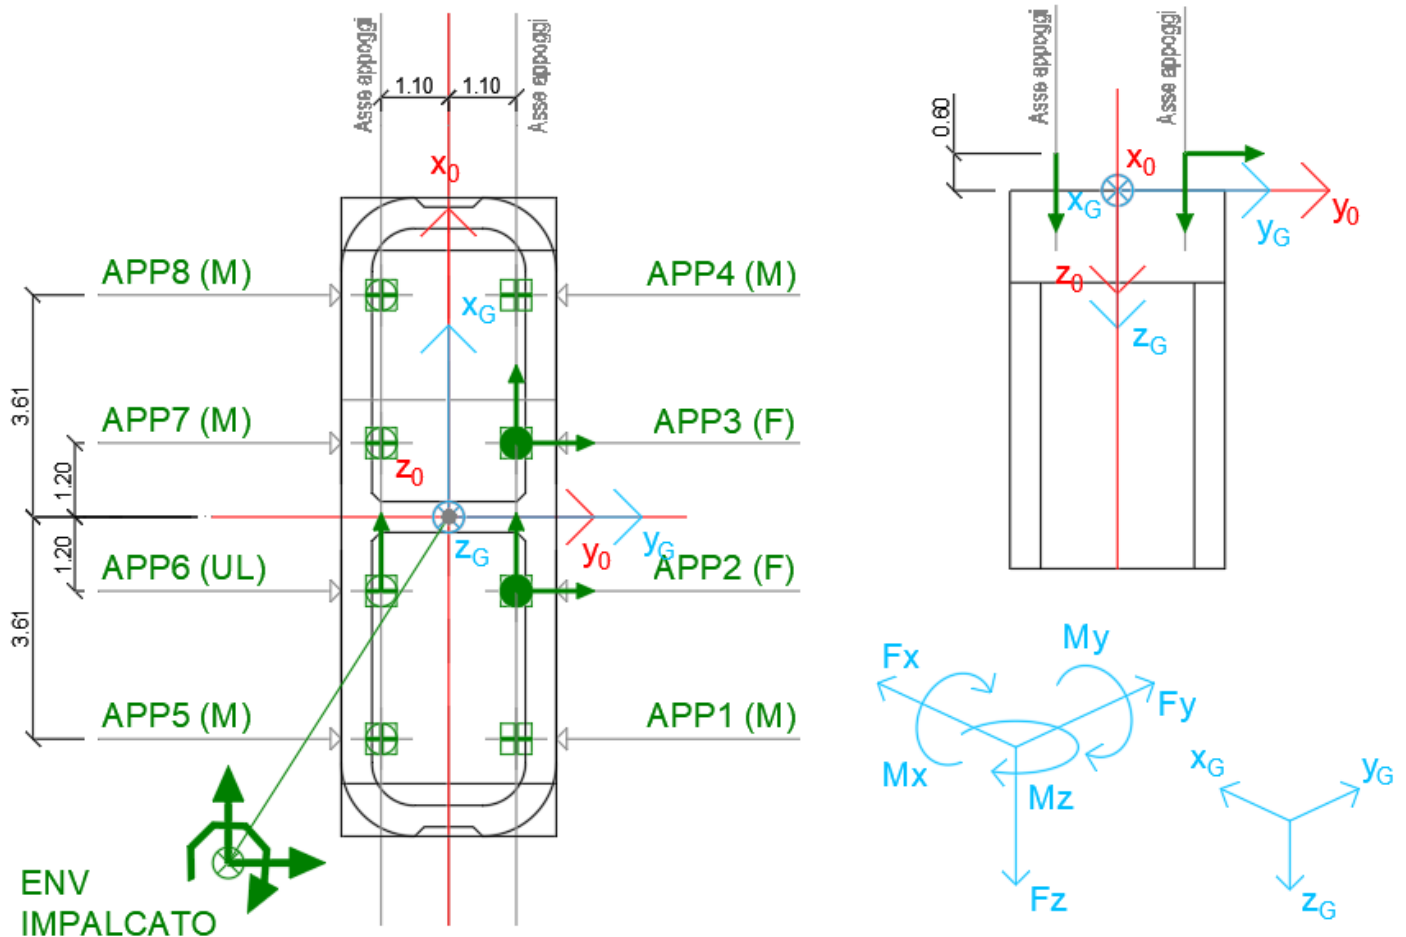 Asse appoggi
Asse appoggi
1.10
1.10
x0
APP8 (M)
APP4 (M)
xG
3.61
APP7 (M)
APP3 (F)
1.20
z0
zG
y0
yG
1.20
APP6 (UL)
APP2 (F)
3.61
APP5 (M)
APP1 (M)
ENV
IMPALCATO
Asse appoggi
Asse appoggi
0.60
x0
xG
yG
y0
z0
zG
My
Fx
Fy
Mx
Mz
Fz
xG
yG
zG